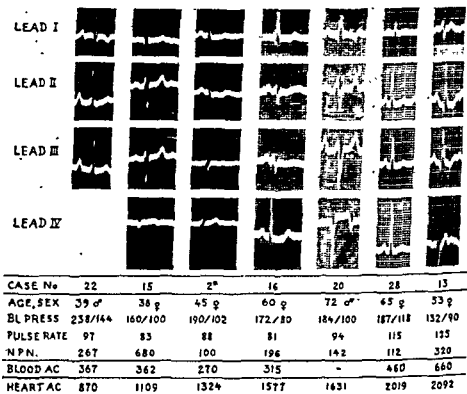 LEAD I
LEAD II
LEAD III
LEAD IV
CASE No 22 15 2* 16 20 28 13
AGE, SEX 39 ♂ 38 ♀ 45 ♀ 60 ♀ 72 ♂ 65 ♀ 53 ♀
BL PRESS 238/144 160/100 190/102 172/80 184/100 187/118 132/90
PULSE RATE 97 83 88 81 94 115 125
N.P.N. 267 680 100 196 142 112 320
BLOOD AC 367 362 270 315 - 460 660
HEART AC 870 1109 1324 1577 1631 2019 2092